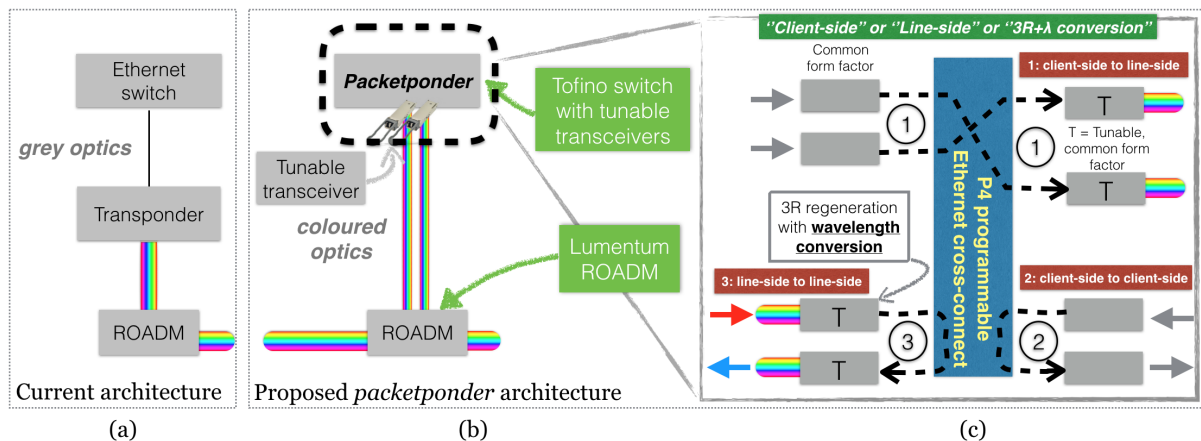 Ethernet
switch
grey optics
Transponder
ROADM
Current architecture
(a)
Packetponder
Tofino switch
with tunable
transceivers
Tunable
transceiver
coloured
optics
Lumentum
ROADM
ROADM
Proposed packetponder architecture
(b)
‘’Client-side’’ or ‘’Line-side’’ or ‘’3R+λ conversion’’
Common
form factor
1
P4 programmable
Ethernet cross-connect
1: client-side to line-side
T
1
T = Tunable,
common form
factor
T
3R regeneration
with wavelength
conversion
3: line-side to line-side
T
3
T
2: client-side to client-side
2
(c)